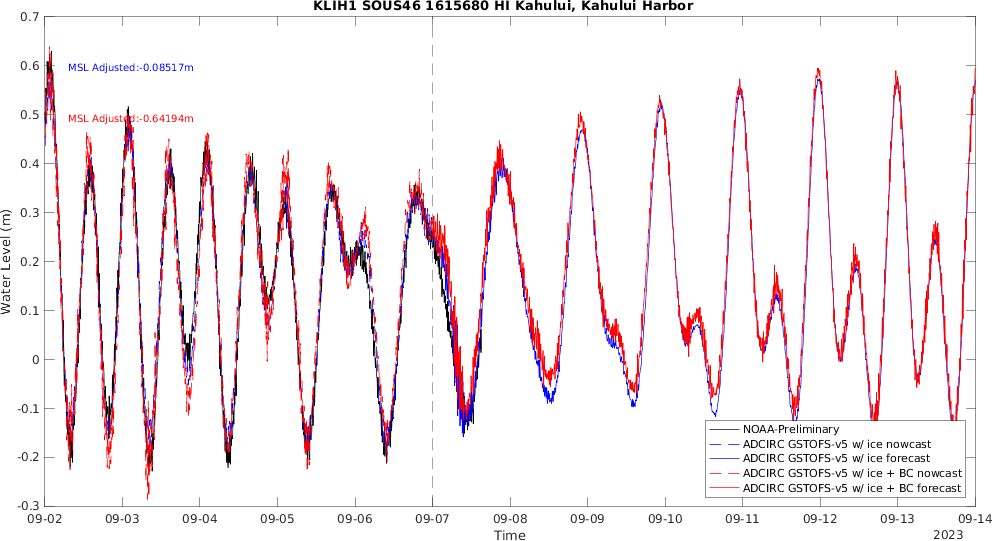 KLIH1 SOUS46 1615680 HI Kahului, Kahului Harbor
0.7
0.6
0.5
0.4
0.3
0.2
0.1
0
-0.1
-0.2
-0.3
Water Level (m)
MSL Adjusted:-0.08517m
MSL Adjusted:-0.64194m
NOAA-Preliminary
ADCIRC GSTOFS-v5 w/ ice nowcast
ADCIRC GSTOFS-v5 w/ ice forecast
ADCIRC GSTOFS-v5 w/ ice + BC nowcast
ADCIRC GSTOFS-v5 w/ ice + BC forecast
09-02 09-03 09-04 09-05 09-06 09-07 09-08 09-09 09-10 09-11 09-12 09-13 09-14
Time
2023